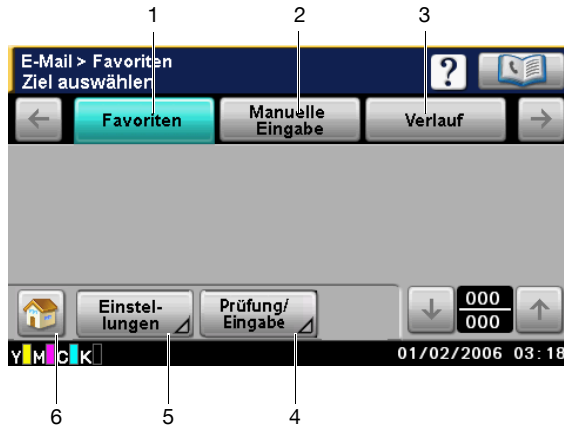 1 2 3
E-Mail > Favoriten
Ziel auswählen
?
Favoriten
Manuelle
Eingabe
Verlauf
Einstel-
lungen
Prüfung/
Eingabe
000
000
Y M C K
01/02/2006 03:18
6 5 4